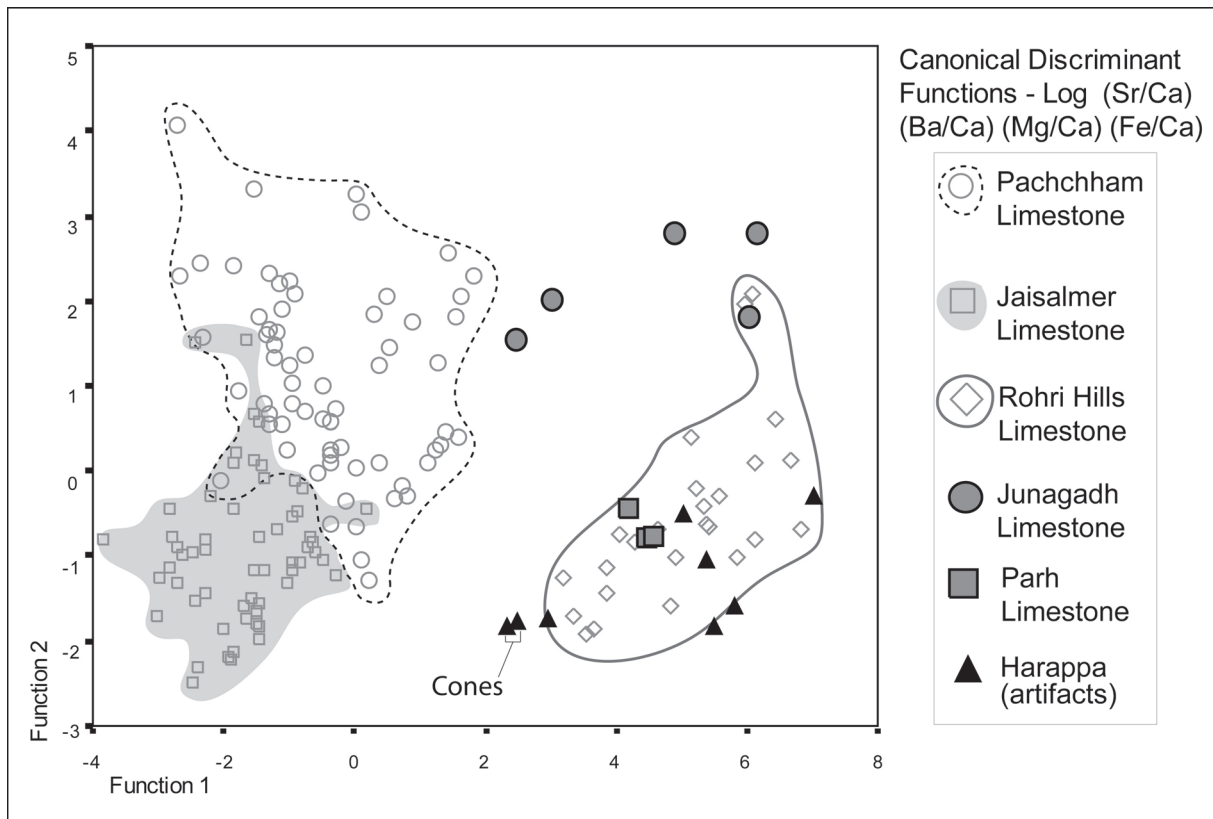 5
4
3
2
1
0
-1
-2
-3
Function 2
-4
-2
0
2
4
6
8
Function 1
Cones
Canonical Discriminant
Functions - Log (Sr/Ca)
(Ba/Ca) (Mg/Ca) (Fe/Ca)
Pachchham
Limestone
Jaisalmer
Limestone
Rohri Hills
Limestone
Junagadh
Limestone
Parh
Limestone
Harappa
(artifacts)